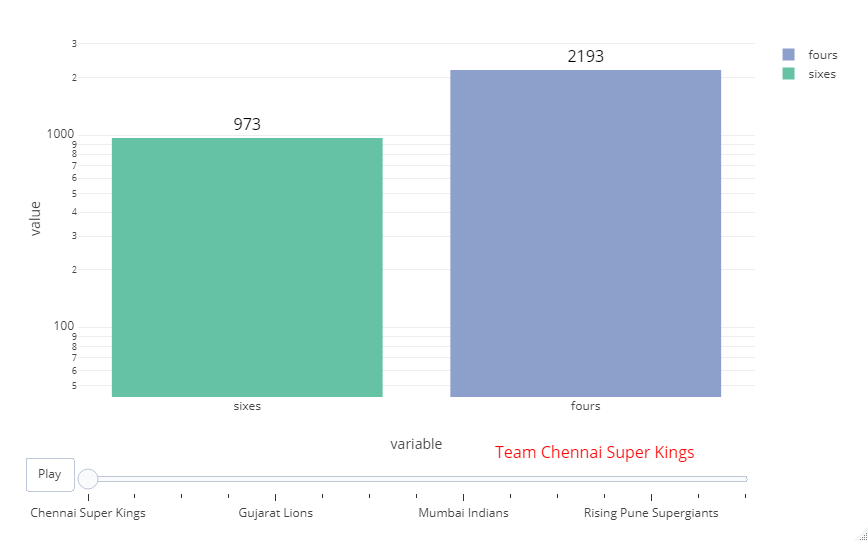 3
2
1000
9
8
7
6
5
4
3
2
100
9
8
7
6
5
value
973
2193
fours
sixes
sixes
fours
variable
Team Chennai Super Kings
Play
Chennai Super Kings
Gujarat Lions
Mumbai Indians
Rising Pune Supergiants